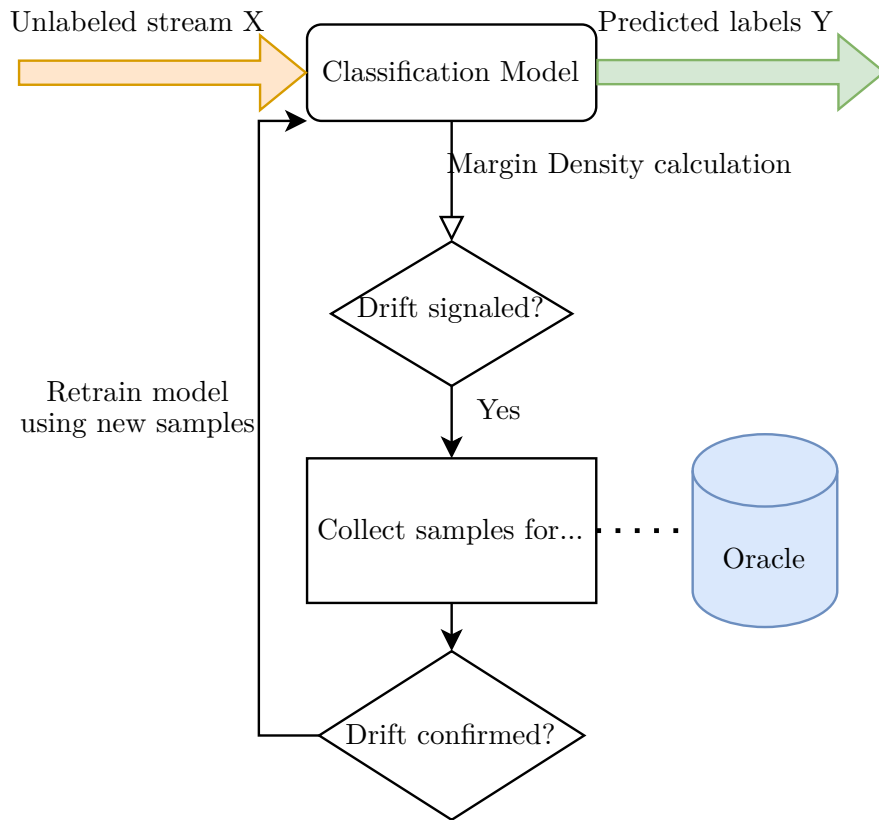 Unlabeled stream X
Predicted labels Y
Classification Model
Margin Density calculation
Drift signaled?
Yes
Retrain model
using new samples
Collect samples for...
Oracle
Drift confirmed?